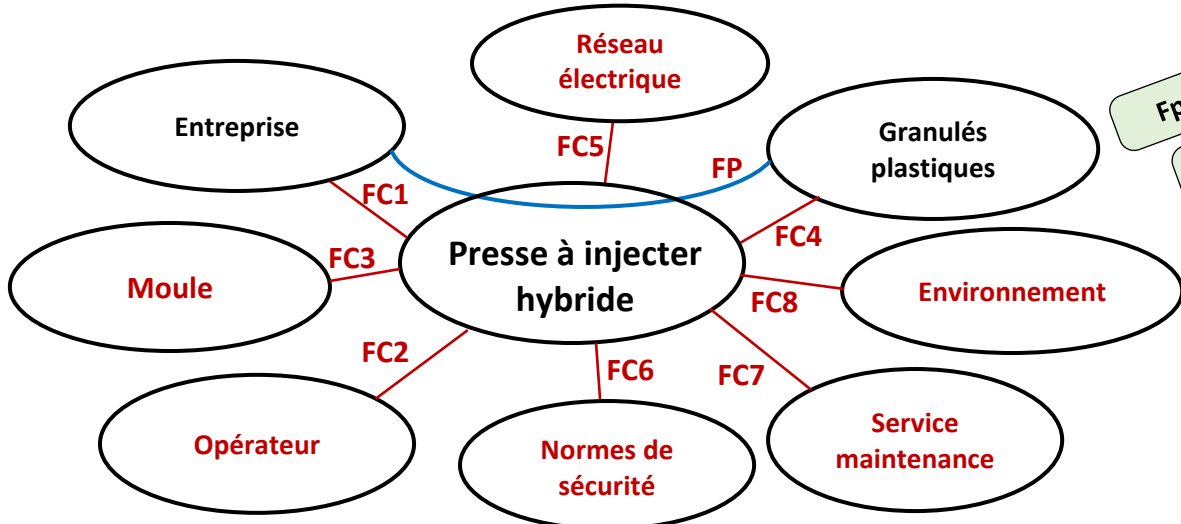 Réseau
électrique
Entreprise
Granulés
plastiques
Fp
FC5
FP
FC1
FC4
Presse à injecter
hybride
FC3
Moule
Environnement
FC8
FC2
FC6
FC7
Opérateur
Normes de
sécurité
Service
maintenance